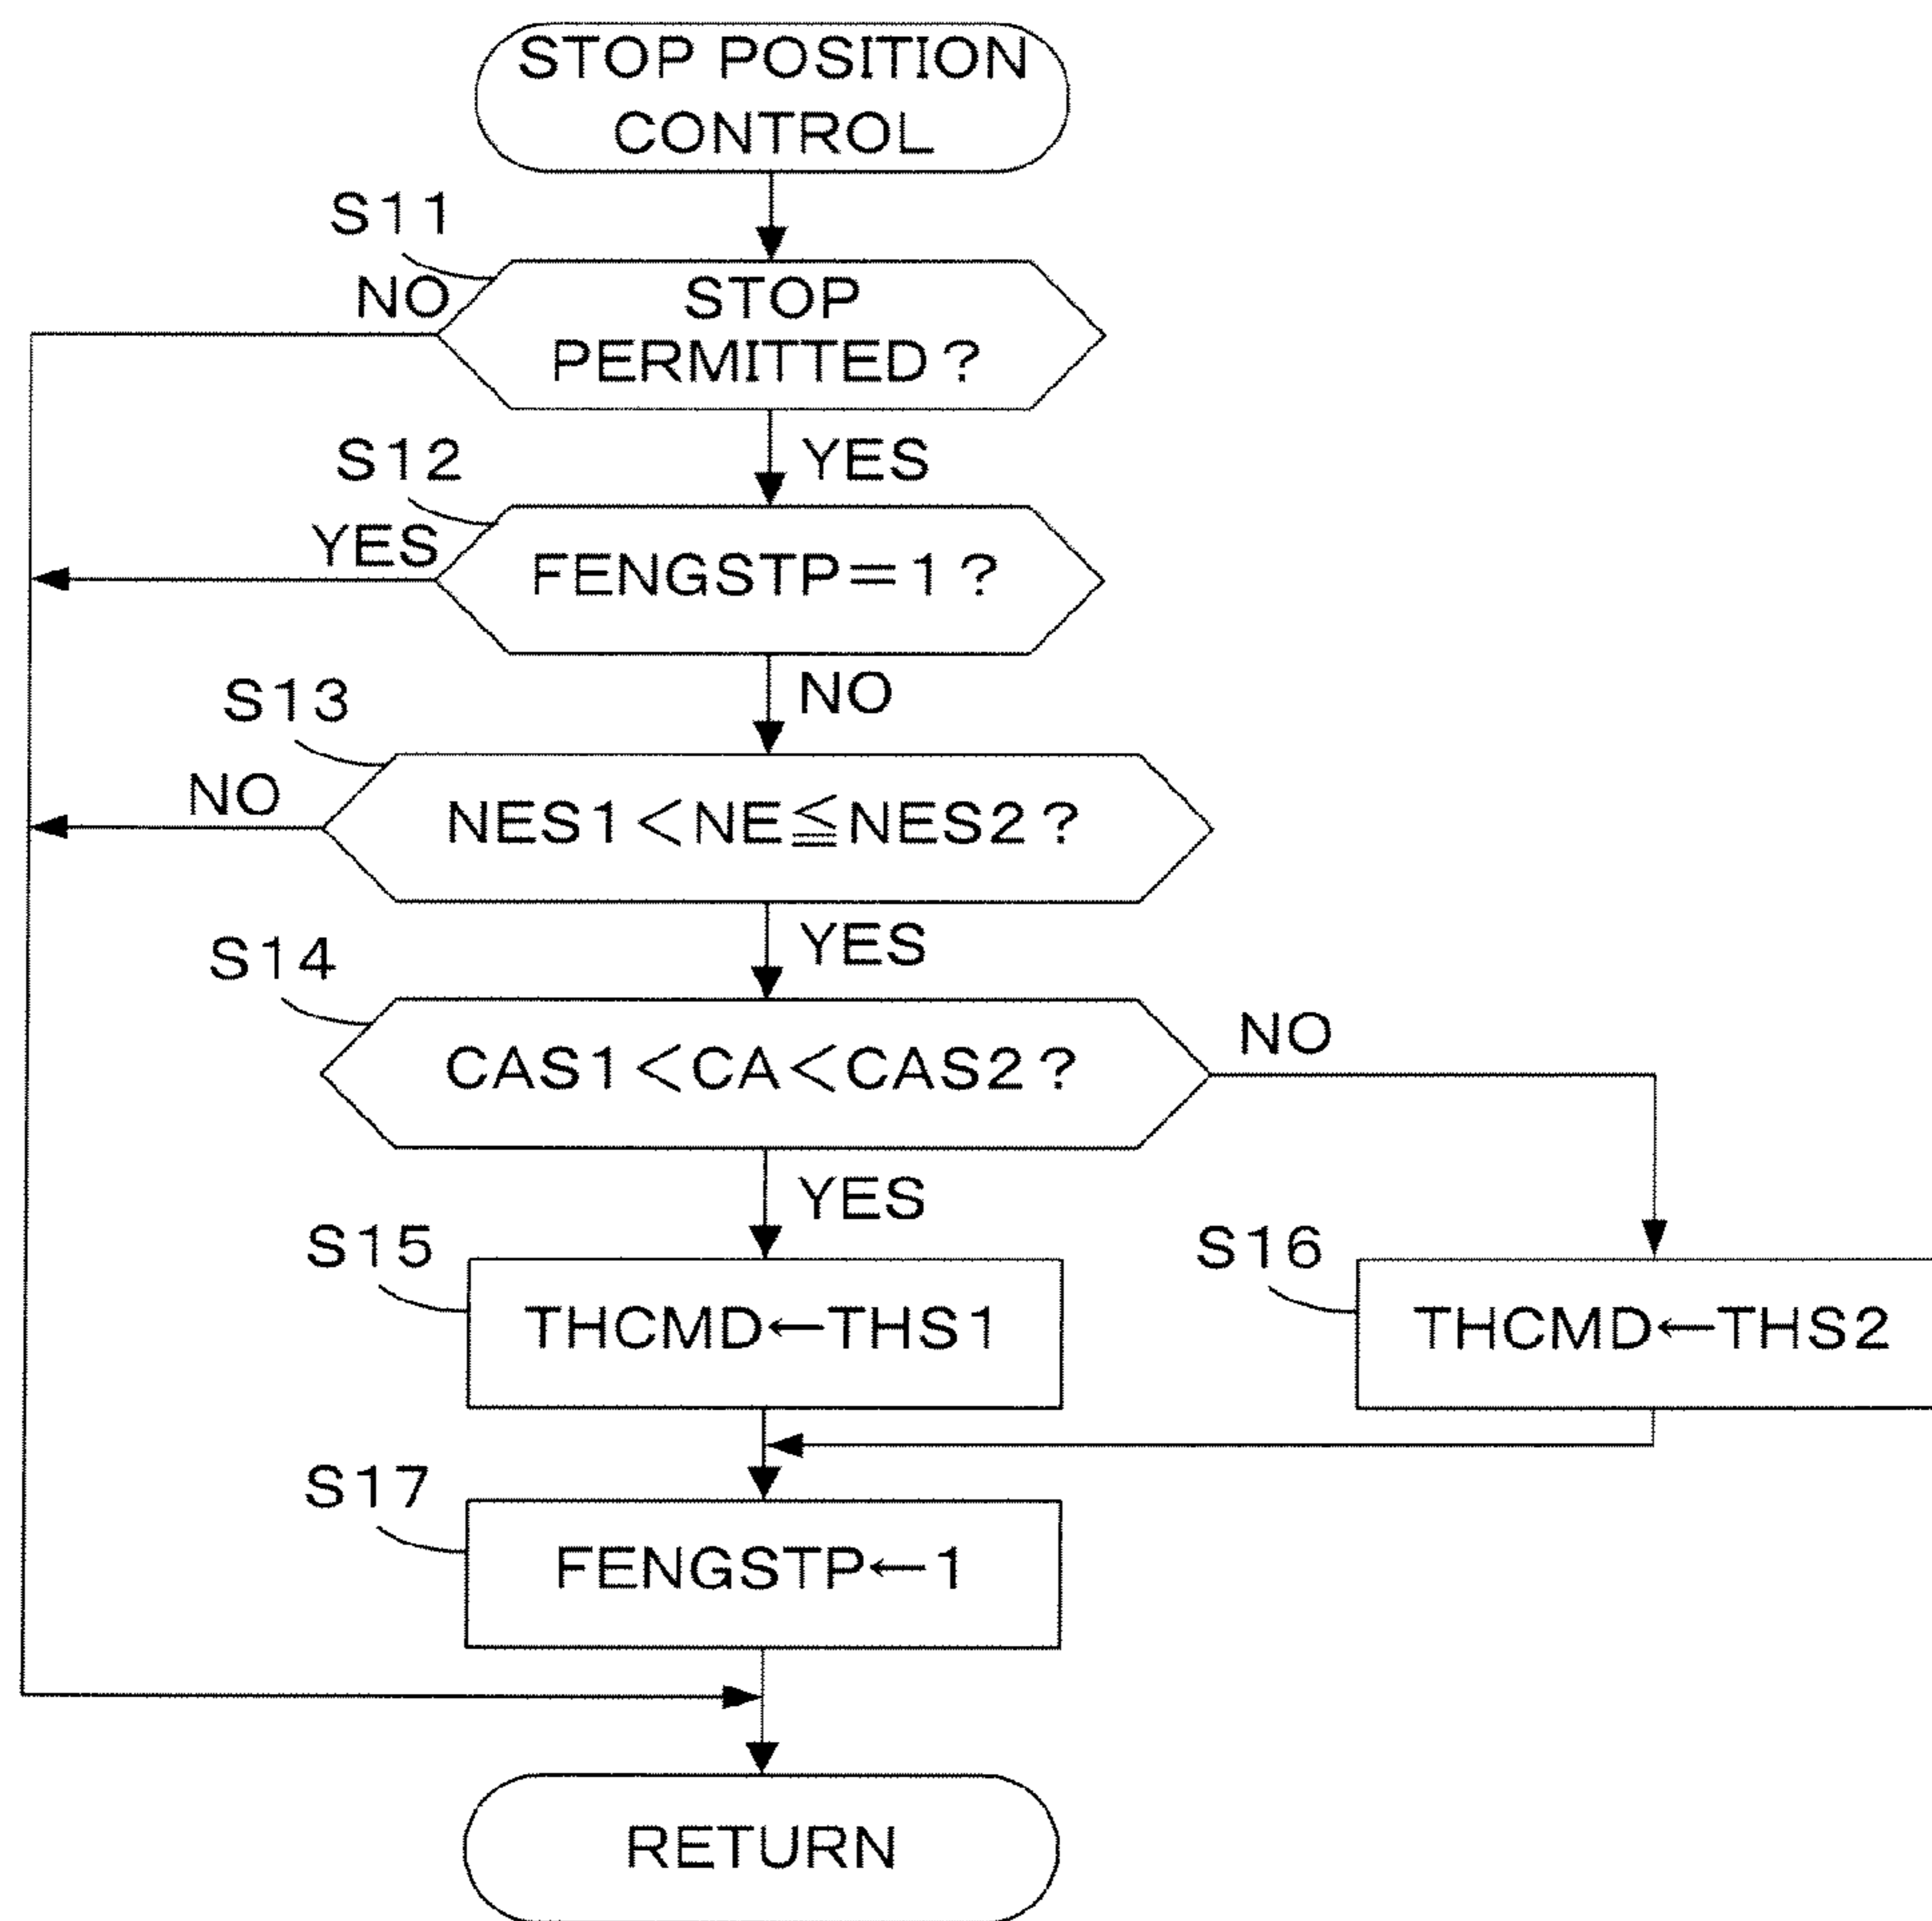 STOP POSITION
CONTROL
S11
NO
STOP
PERMITTED?
YES
S12
YES
FENGSTP=1?
NO
S13
NO
NES1<NE≦NES2?
YES
S14
CAS1<CA<CAS2?
NO
YES
S15
THCMD←THS1
S16
THCMD←THS2
S17
FENGSTP←1
RETURN